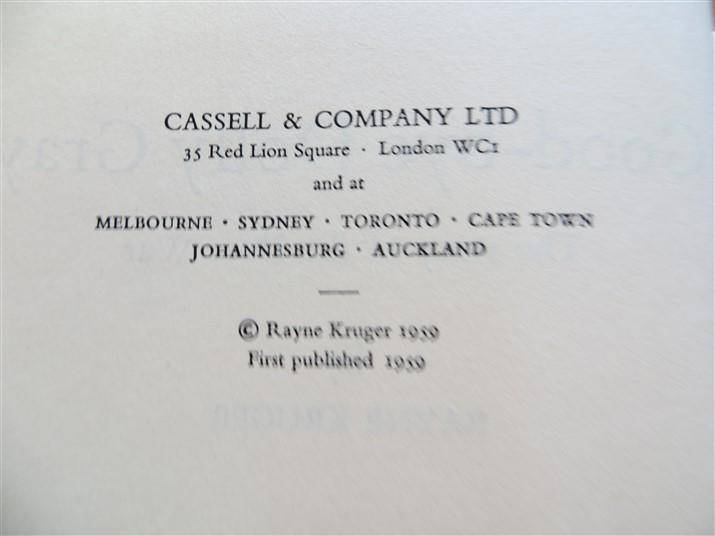 CASSELL & COMPANY LTD
35 Red Lion Square · London WC1
and at
MELBOURNE · SYDNEY · TORONTO · CAPE TOWN
JOHANNESBURG · AUCKLAND
© Rayne Kruger 1959
First published 1959